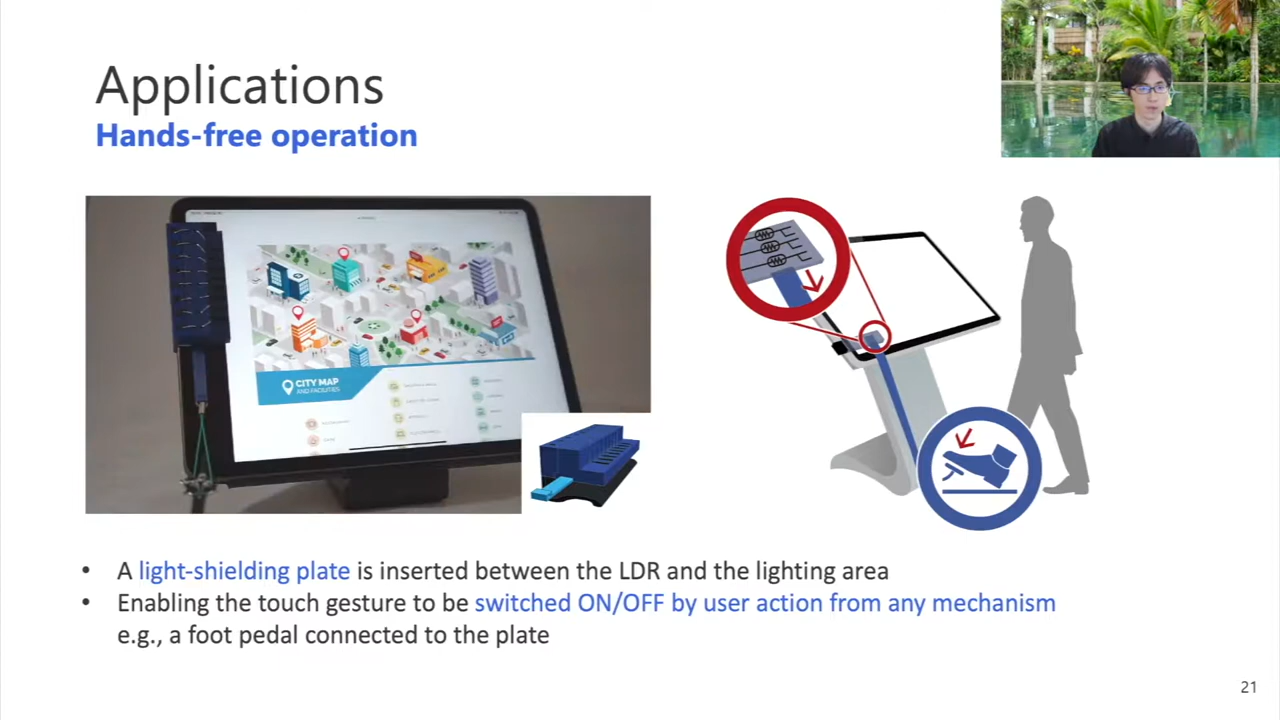 Applications
Hands-free operation
CITY MAP
AND FACILITIES
• A light-shielding plate is inserted between the LDR and the lighting area
• Enabling the touch gesture to be switched ON/OFF by user action from any mechanism
e.g., a foot pedal connected to the plate
21